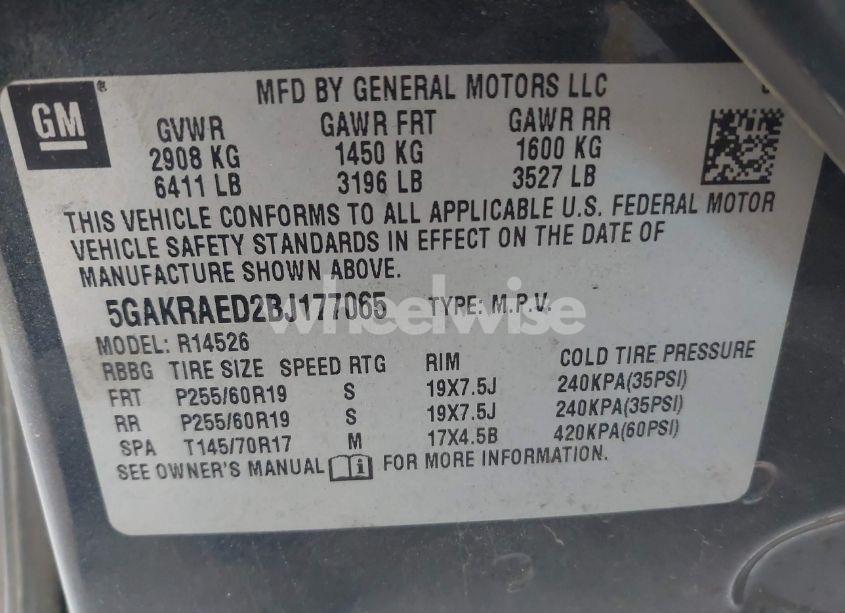 MFD BY GENERAL MOTORS LLC
GM
GVWR GAWR FRT GAWR RR
2908 KG 1450 KG 1600 KG
6411 LB 3196 LB 3527 LB
THIS VEHICLE CONFORMS TO ALL APPLICABLE U.S. FEDERAL MOTOR
VEHICLE SAFETY STANDARDS IN EFFECT ON THE DATE OF
MANUFACTURE SHOWN ABOVE.
5GAKRAED2BJ177065 TYPE: M.P.V.
wheelwise
MODEL: R14526
RBBG TIRE SIZE SPEED RTG RIM COLD TIRE PRESSURE
FRT P255/60R19 S 19X7.5J 240KPA(35PSI)
RR P255/60R19 S 19X7.5J 240KPA(35PSI)
SPA T145/70R17 M 17X4.5B 420KPA(60PSI)
SEE OWNER'S MANUAL FOR MORE INFORMATION.